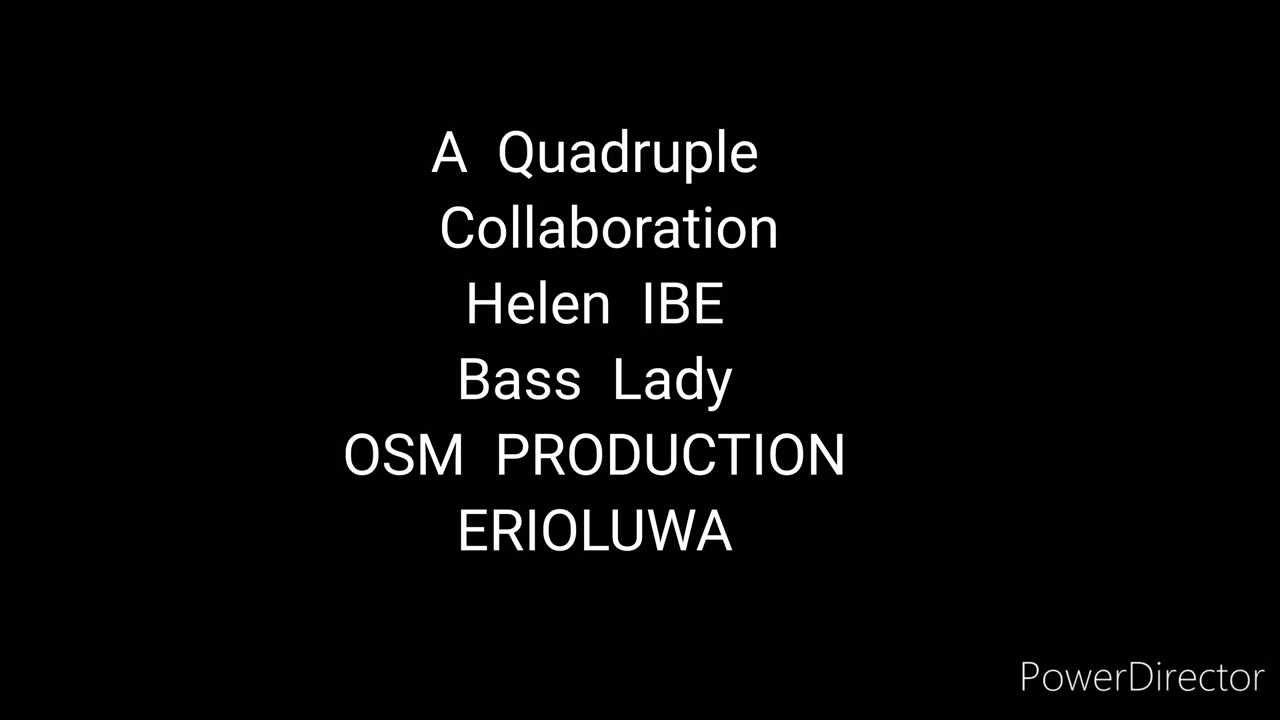 A Quadruple
Collaboration
Helen IBE
Bass Lady
OSM PRODUCTION
ERIOLUWA
PowerDirector